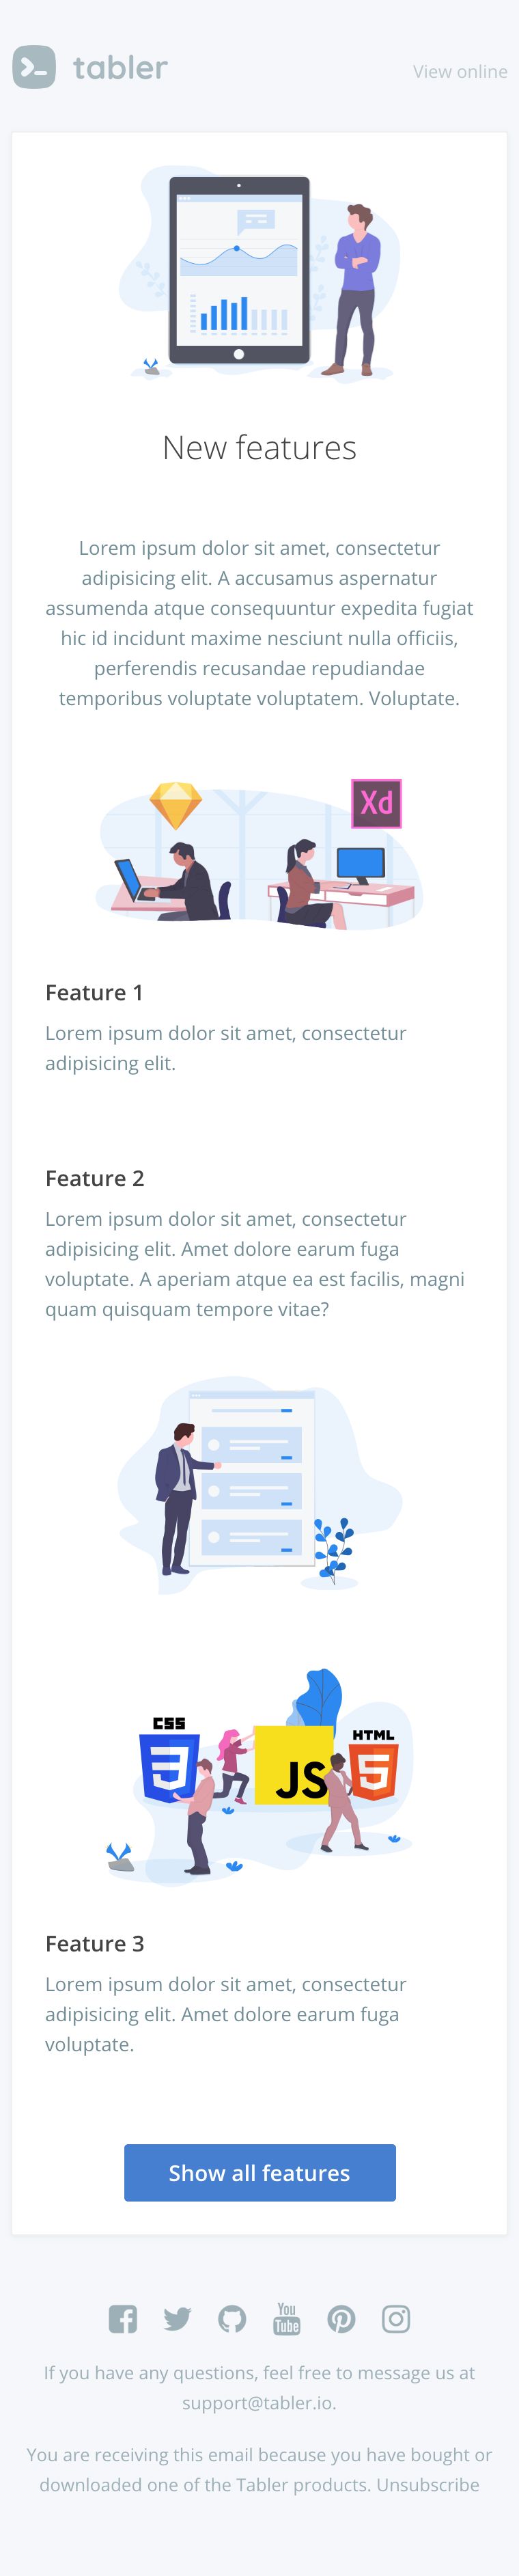 tabler
View online
New features
Lorem ipsum dolor sit amet, consectetur
adipisicing elit. A accusamus aspernatur
assumenda atque consequuntur expedita fugiat
hic id incidunt maxime nesciunt nulla officiis,
perferendis recusandae repudiandae
temporibus voluptate voluptatem. Voluptate.
Xd
Feature 1
Lorem ipsum dolor sit amet, consectetur
adipisicing elit.
Feature 2
Lorem ipsum dolor sit amet, consectetur
adipisicing elit. Amet dolore earum fuga
voluptate. A aperiam atque ea est facilis, magni
quam quisquam tempore vitae?
CSS
3
JS
HTML
5
Feature 3
Lorem ipsum dolor sit amet, consectetur
adipisicing elit. Amet dolore earum fuga
voluptate.
Show all features
You
Tube
If you have any questions, feel free to message us at
support@tabler.io.
You are receiving this email because you have bought or
downloaded one of the Tabler products. Unsubscribe